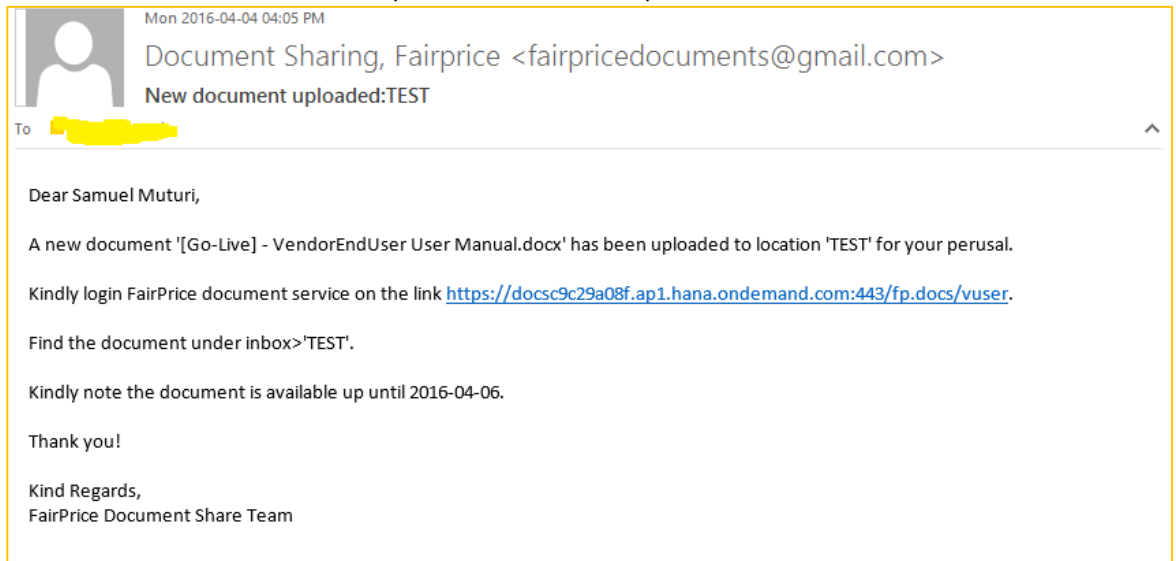 Mon 2016-04-04 04:05 PM
Document Sharing, Fairprice <fairpricedocuments@gmail.com>
New document uploaded:TEST
To
Dear Samuel Muturi,
A new document '[Go-Live] - VendorEndUser User Manual.docx' has been uploaded to location 'TEST' for your perusal.
Kindly login FairPrice document service on the link https://docsc9c29a08f.ap1.hana.ondemand.com:443/fp.docs/vuser.
Find the document under inbox>'TEST'.
Kindly note the document is available up until 2016-04-06.
Thank you!
Kind Regards,
FairPrice Document Share Team